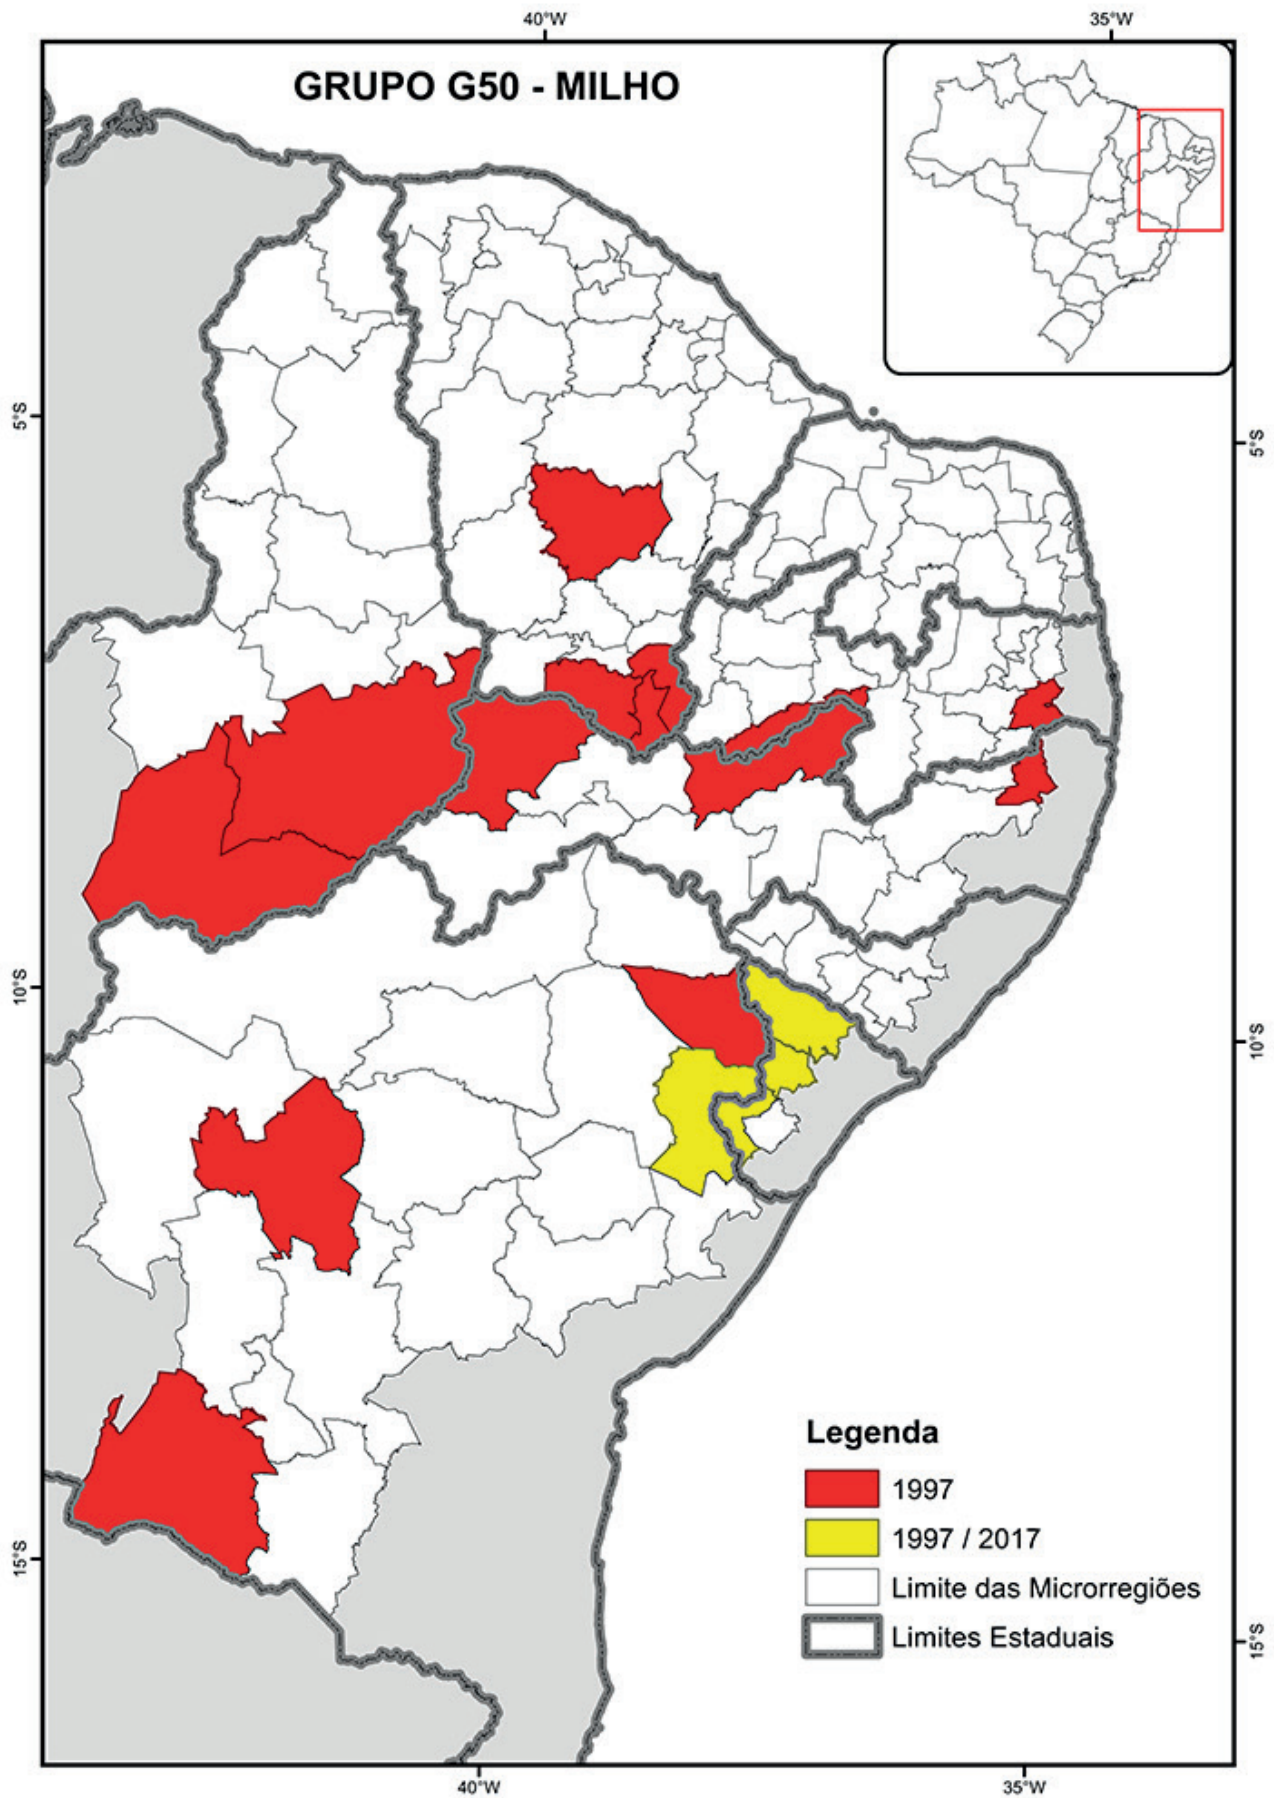 40°W 35°W
GRUPO G50 - MILHO
5°S 5°S
10°S 10°S
Legenda
1997
1997 / 2017
Limite das Microrregiões
Limites Estaduais
15°S 15°S
40°W 35°W